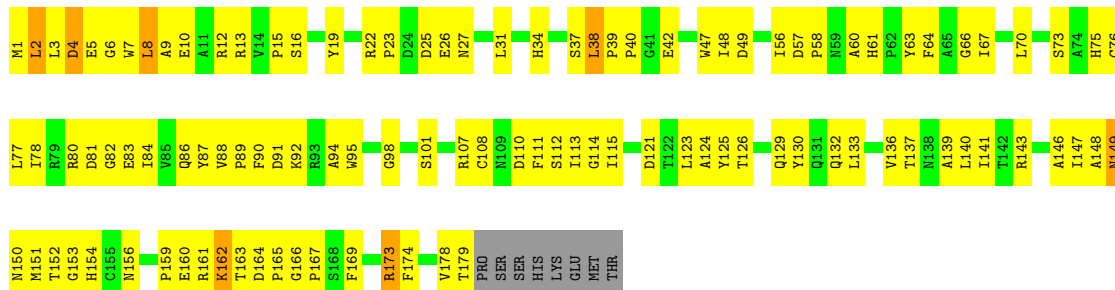 M1 L2 L3 D4 E5 G6 W7 L8 A9 E10 A11 R12 R13 V14 P15 S16 Y19 R22 P23 D24 D25 E26 N27 L31 H34 S37 L38 P39 P40 G41 E42 W47 I48 D49 I56 D57 P58 N59 A60 H61 P62 Y63 F64 A65 G66 I67 L70 S73 A74 H75 G76
L77 I78 R79 R80 D81 G82 E83 I84 V85 Q86 Y87 V88 P89 F90 D91 K92 R93 A94 W95 G98 S101 R107 C108 N109 D110 F111 S112 I113 G114 I115 D121 T122 L123 A124 Y125 T126 Q129 Y130 Q131 Q132 L133 V136 T137 N138 A139 L140 I141 T142 R143 A146 T147 A148 N149
N150 M151 T152 G153 H154 C155 N156 P159 E160 R161 K162 T163 D164 P165 G166 P167 S168 F169 R173 F174 V178 T179 PRO SER SER HIS LYS GLU MET THR